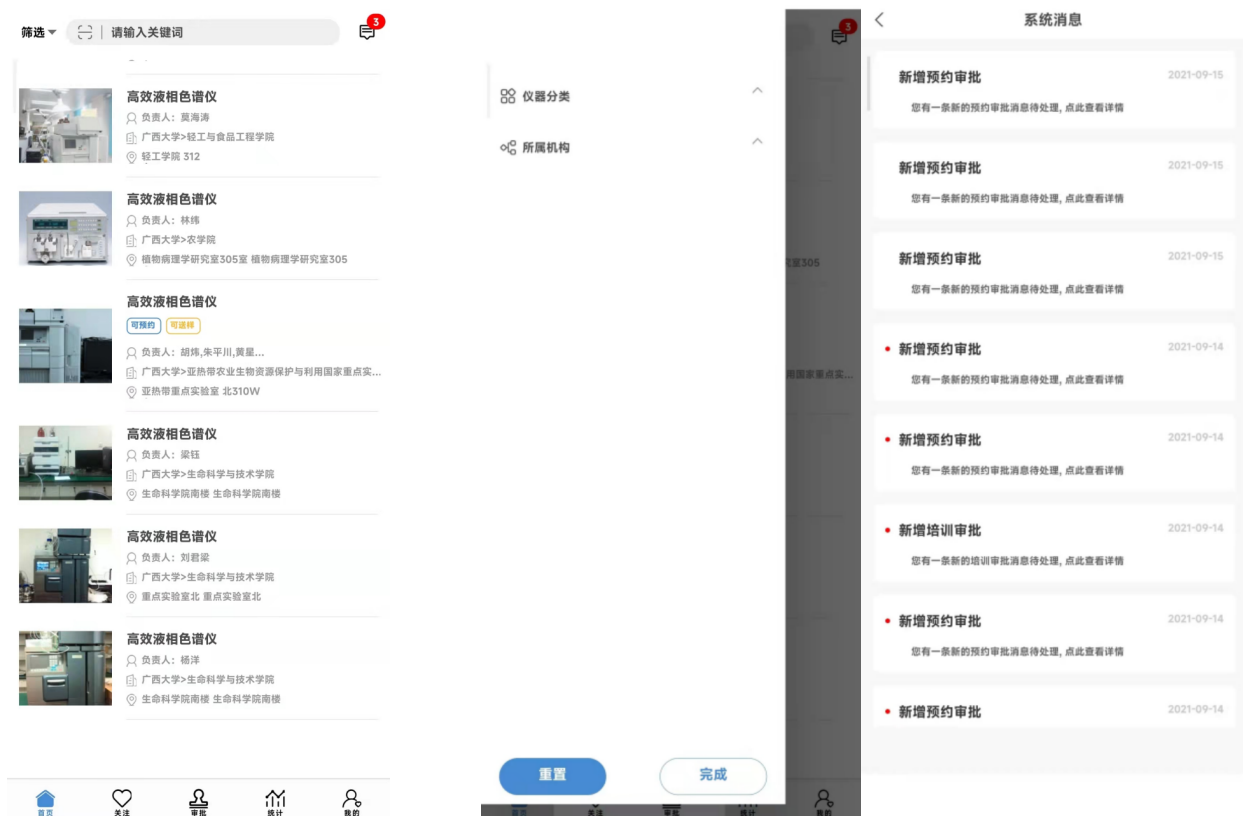 筛选 请输入关键词 3
高效液相色谱仪
负责人：莫海涛
广西大学>轻工与食品工程学院
轻工学院 312
高效液相色谱仪
负责人：林纬
广西大学>农学院
植物病理学研究室305室 植物病理学研究室305
高效液相色谱仪
可预约 可送样
负责人：胡炜,朱平川,黄星...
广西大学>亚热带农业生物资源保护与利用国家重点实...
亚热带重点实验室 北310W
高效液相色谱仪
负责人：梁钰
广西大学>生命科学与技术学院
生命科学院南楼 生命科学院南楼
高效液相色谱仪
负责人：刘君梁
广西大学>生命科学与技术学院
重点实验室北 重点实验室北
高效液相色谱仪
负责人：杨洋
广西大学>生命科学与技术学院
生命科学院南楼 生命科学院南楼
首页 关注 审批 统计 我的
3
仪器分类
所属机构
室305
用国家重点实...
重置 完成
首页 关注 审批 统计 我的
系统消息
新增预约审批 2021-09-15
您有一条新的预约审批消息待处理, 点此查看详情
新增预约审批 2021-09-15
您有一条新的预约审批消息待处理, 点此查看详情
新增预约审批 2021-09-15
您有一条新的预约审批消息待处理, 点此查看详情
新增预约审批 2021-09-14
您有一条新的预约审批消息待处理, 点此查看详情
新增预约审批 2021-09-14
您有一条新的预约审批消息待处理, 点此查看详情
新增培训审批 2021-09-14
您有一条新的培训审批消息待处理, 点此查看详情
新增预约审批 2021-09-14
您有一条新的预约审批消息待处理, 点此查看详情
新增预约审批 2021-09-14